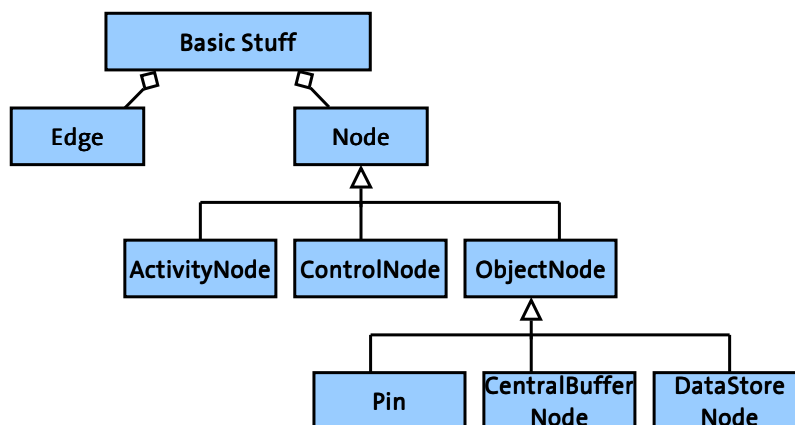 Basic Stuff
Edge
Node
ActivityNode
ControlNode
ObjectNode
Pin
CentralBuffer
Node
DataStore
Node